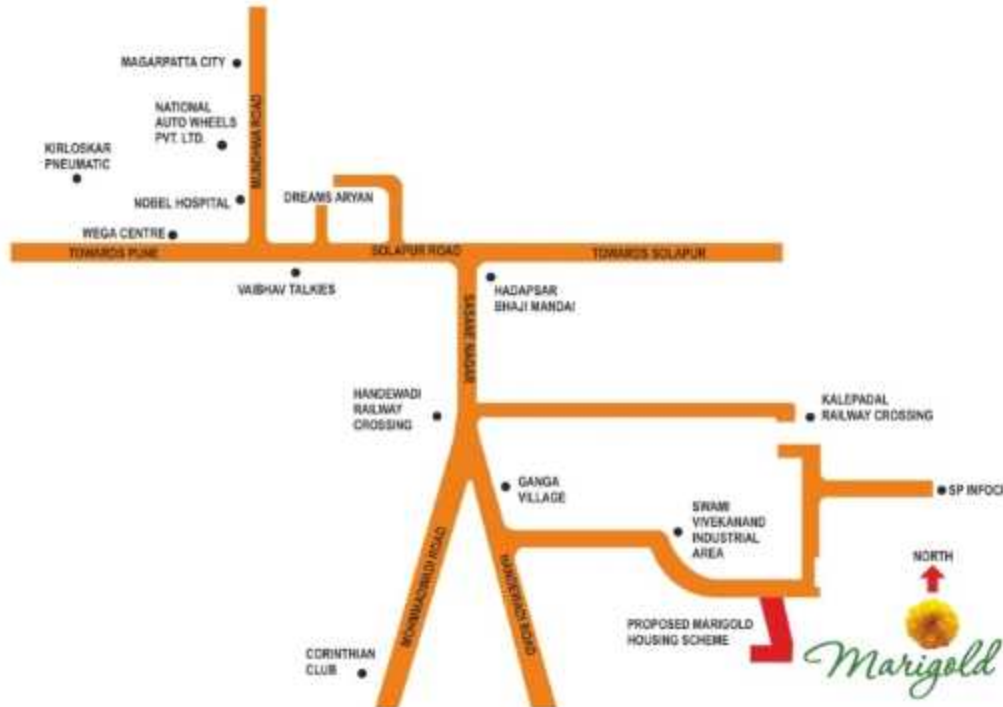 MAGARPATTA CITY
NATIONAL
AUTO WHEELS
PVT. LTD.
KIRLOSKAR
PNEUMATIC
MUNDHWA ROAD
NOBEL HOSPITAL
DREAMS ARYAN
WEGA CENTRE
TOWARDS PUNE
SOLAPUR ROAD
TOWARDS SOLAPUR
VAIBHAV TALKIES
HADAPSAR
BHAJI MANDAI
SASANE NAGAR
HANDEWADI
RAILWAY
CROSSING
KALEPADAL
RAILWAY CROSSING
GANGA
VILLAGE
SP INFOCI
SWAMI
VIVEKANAND
INDUSTRIAL
AREA
MOHAMMADWADI ROAD
HANDEWADI ROAD
NORTH
PROPOSED MARIGOLD
HOUSING SCHEME
Marigold
CORINTHIAN
CLUB